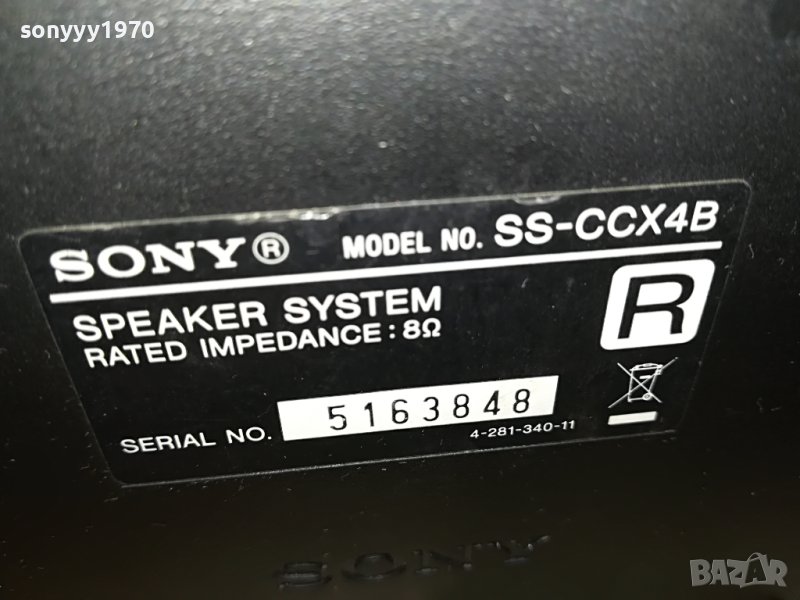 sonyyy1970
SONY® MODEL NO. SS-CCX4B
SPEAKER SYSTEM
RATED IMPEDANCE : 8Ω
R
SERIAL NO. 5163848
4-281-340-11
SONY
BAZAR